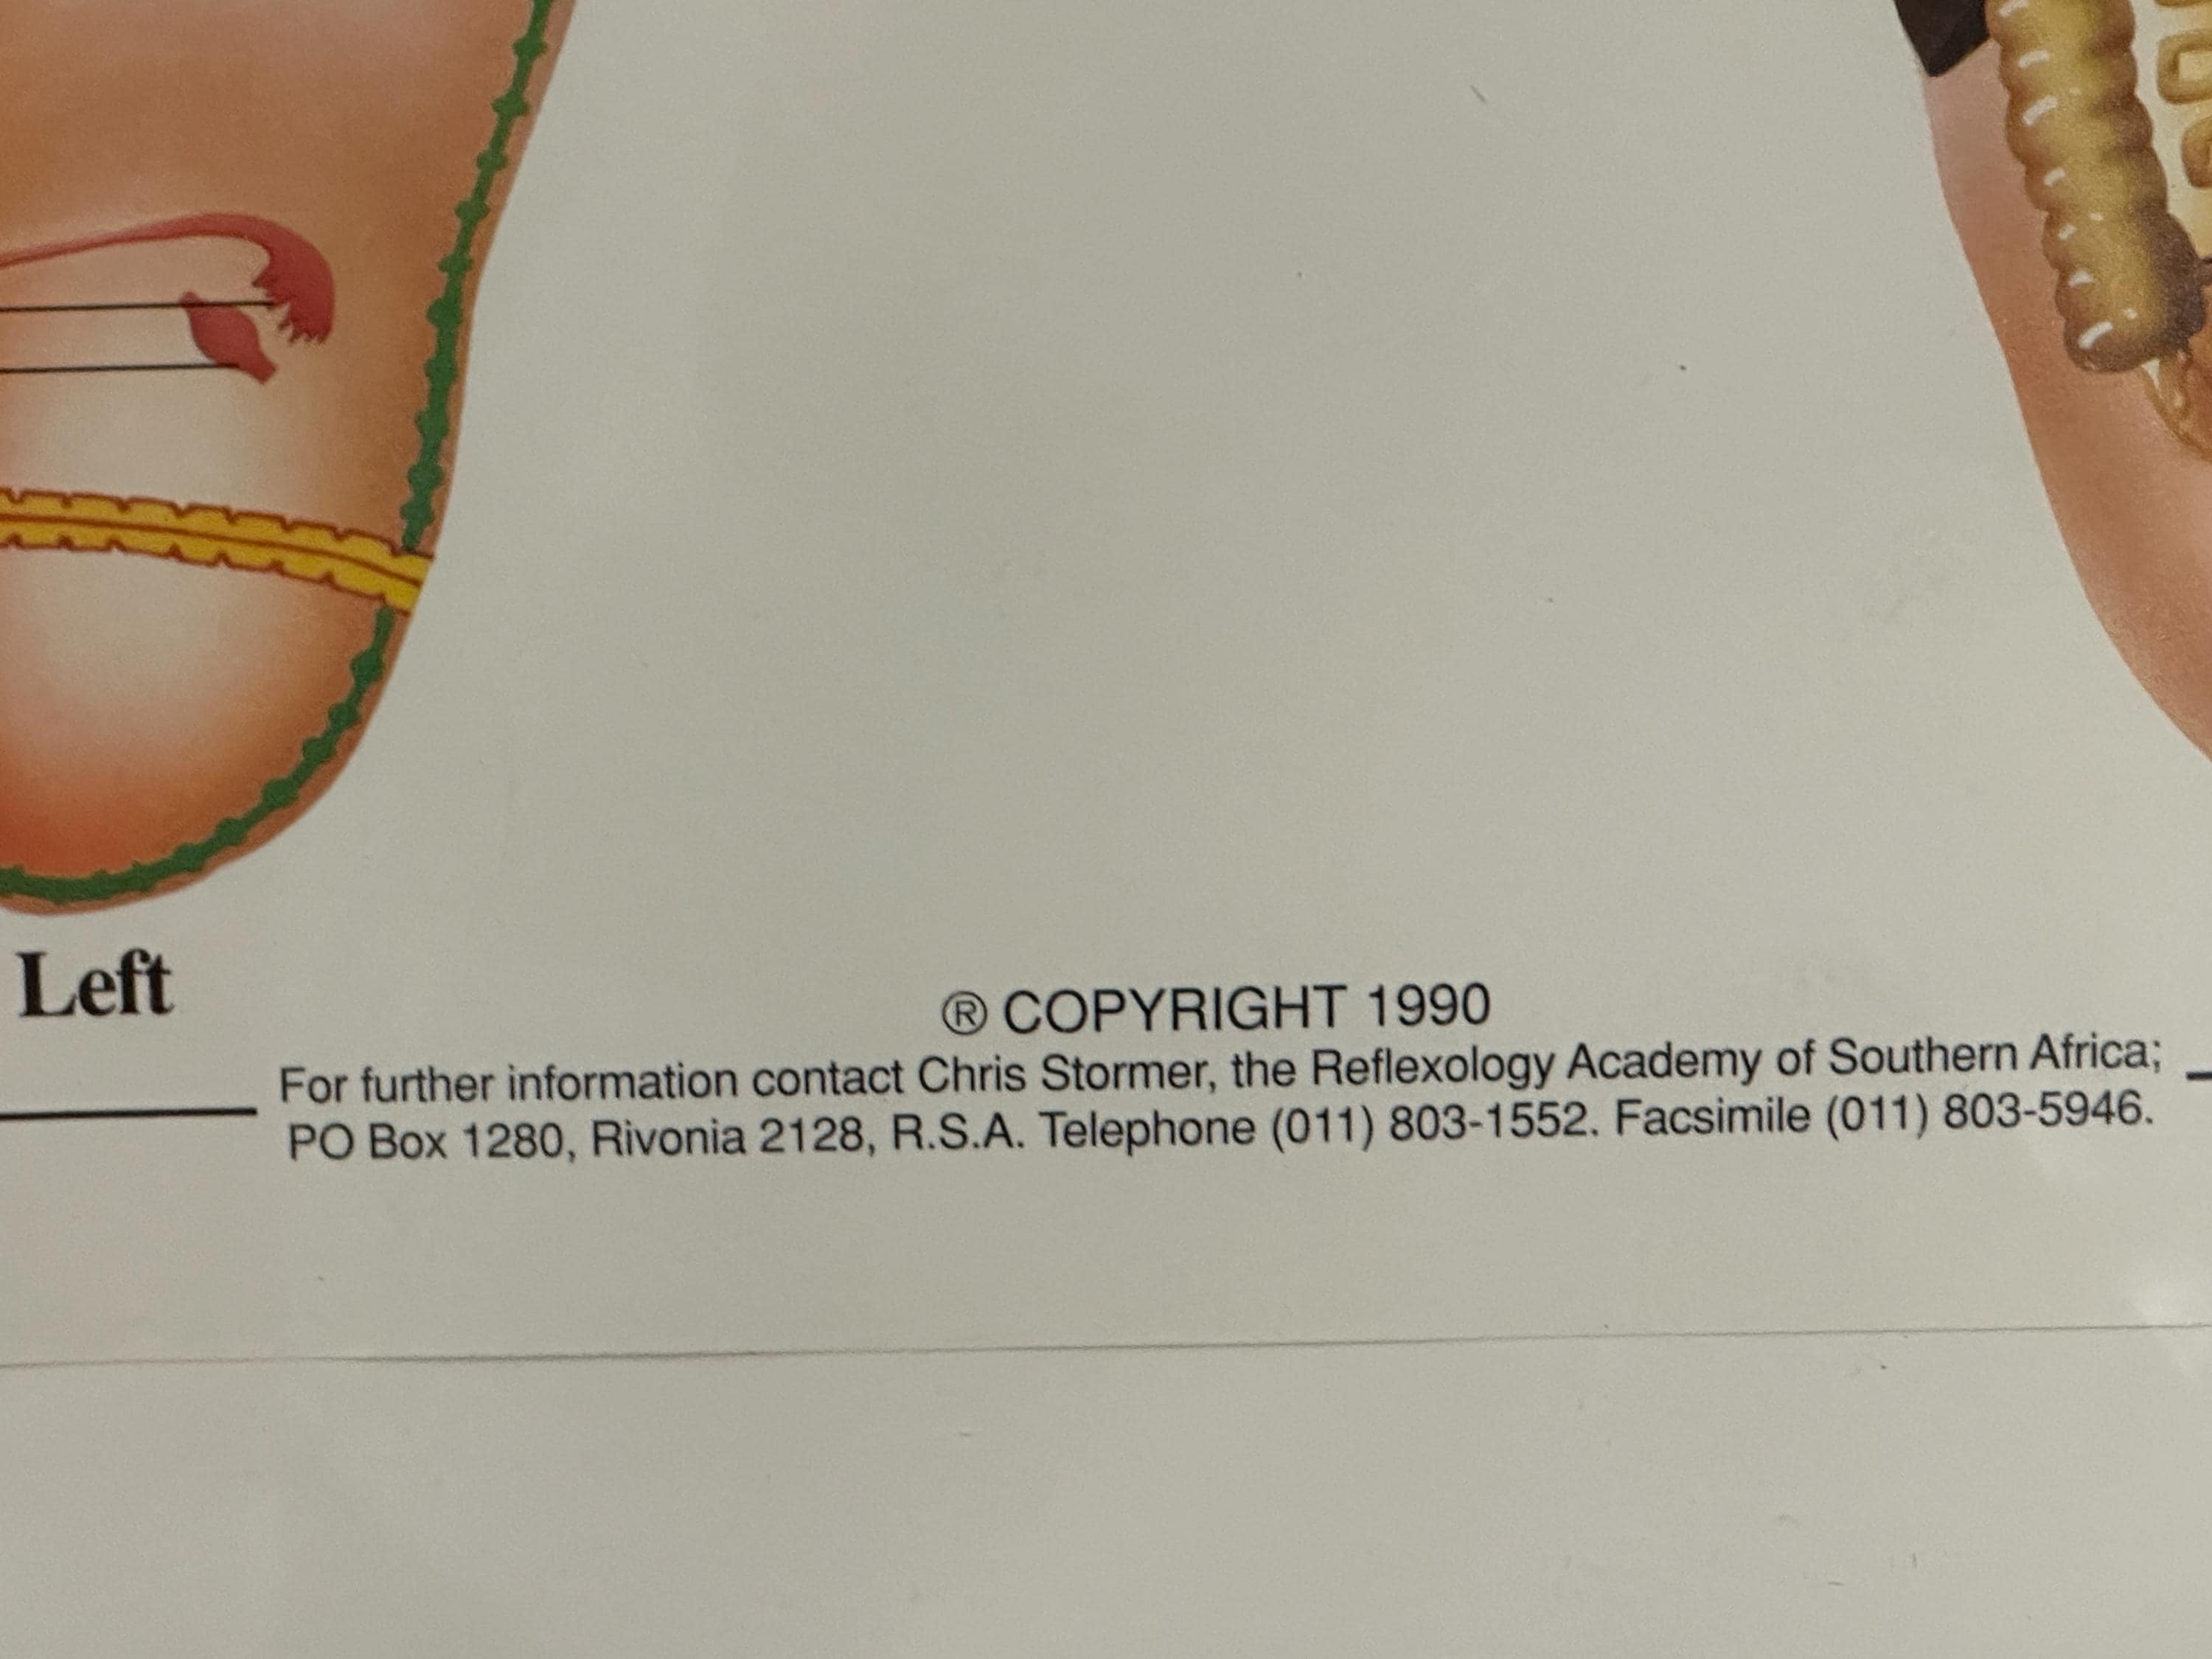 Left
® COPYRIGHT 1990
For further information contact Chris Stormer, the Reflexology Academy of Southern Africa;
PO Box 1280, Rivonia 2128, R.S.A. Telephone (011) 803-1552. Facsimile (011) 803-5946.